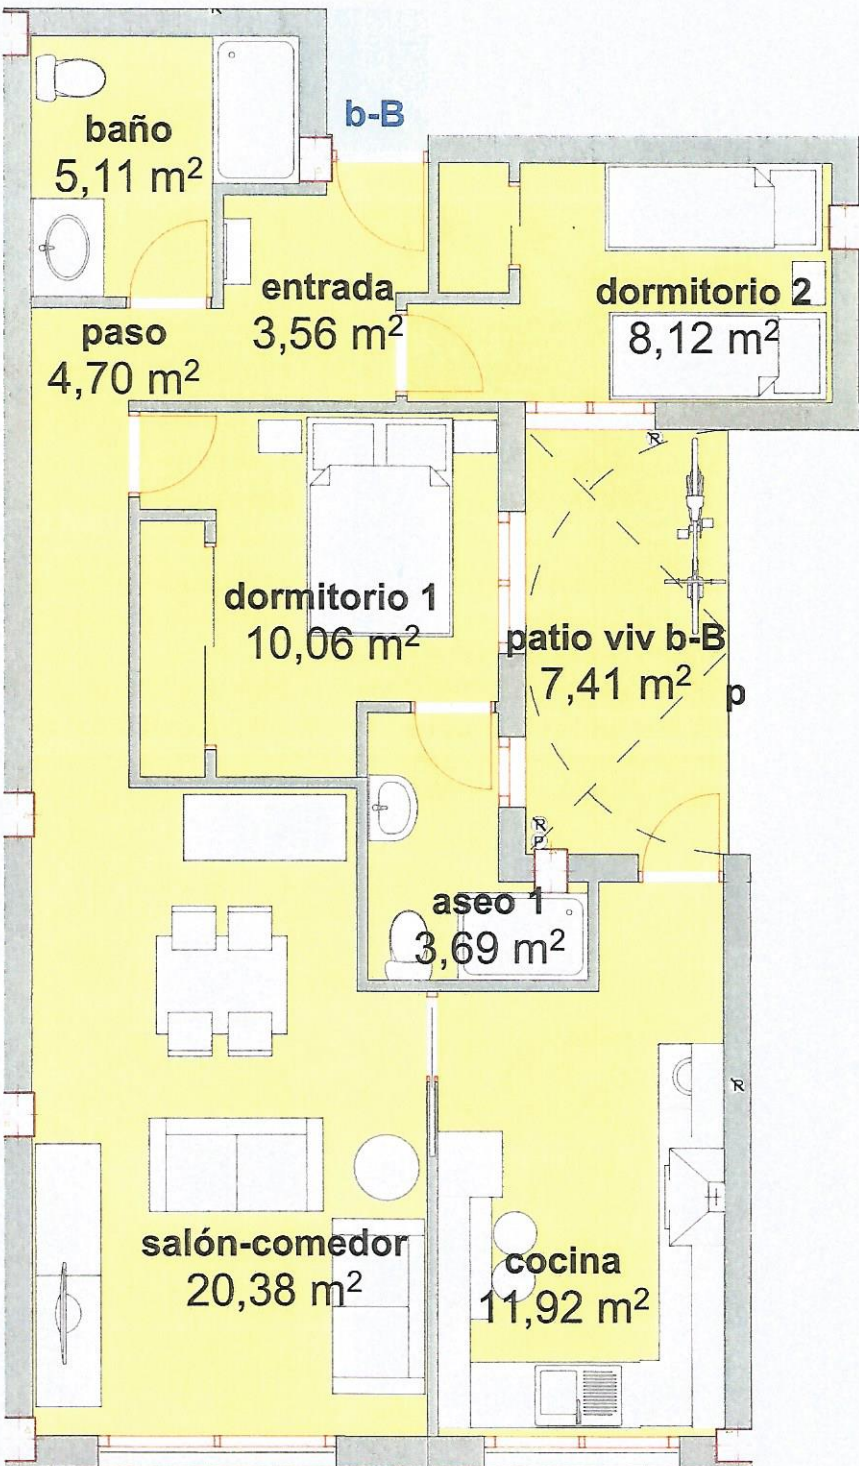 b-B
baño
5,11 m²
entrada
3,56 m²
dormitorio 2
8,12 m²
paso
4,70 m²
R
dormitorio 1
10,06 m²
patio viv b-B
7,41 m²
p
R
P
aseo 1
3,69 m²
R
salón-comedor
20,38 m²
cocina
11,92 m²